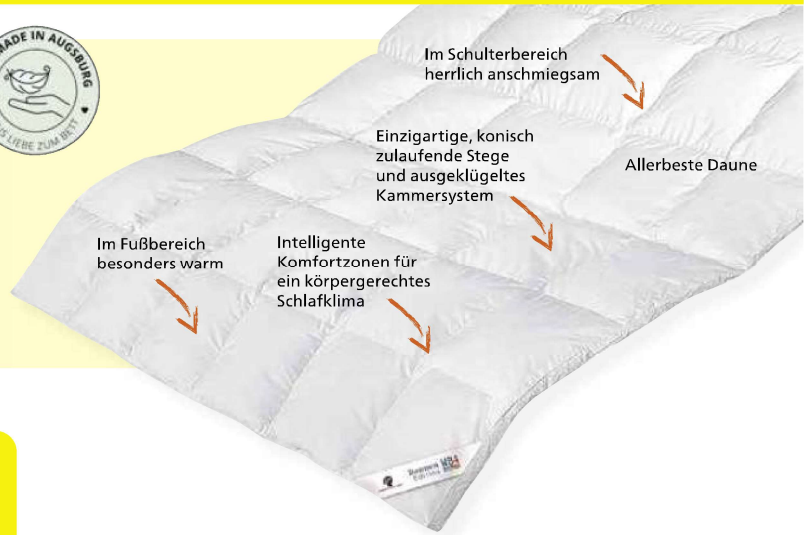 MADE IN AUGSBURG
S LIEBE ZUM BETT
Im Schulterbereich
herrlich anschmiegsam
Einzigartige, konisch
zulaufende Stege
und ausgeklügeltes
Kammersystem
Allerbeste Daune
Im Fußbereich
besonders warm
Intelligente
Komfortzonen für
ein körpergerechtes
Schlafklima